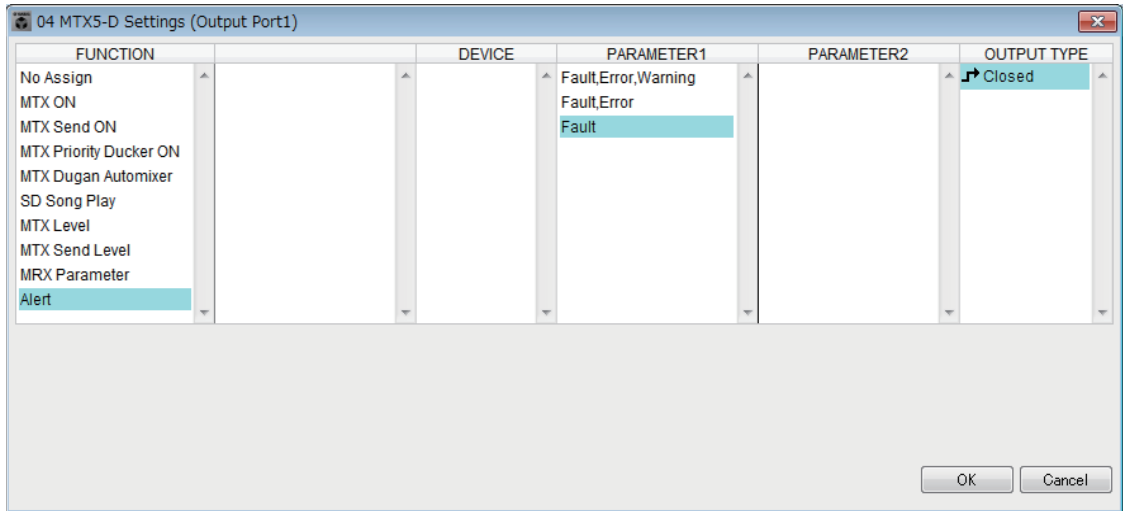 04 MTX5-D Settings (Output Port1)
FUNCTION DEVICE PARAMETER1 PARAMETER2 OUTPUT TYPE
No Assign Fault,Error,Warning Closed
MTX ON Fault,Error
MTX Send ON Fault
MTX Priority Ducker ON
MTX Dugan Automixer
SD Song Play
MTX Level
MTX Send Level
MRX Parameter
Alert
OK Cancel